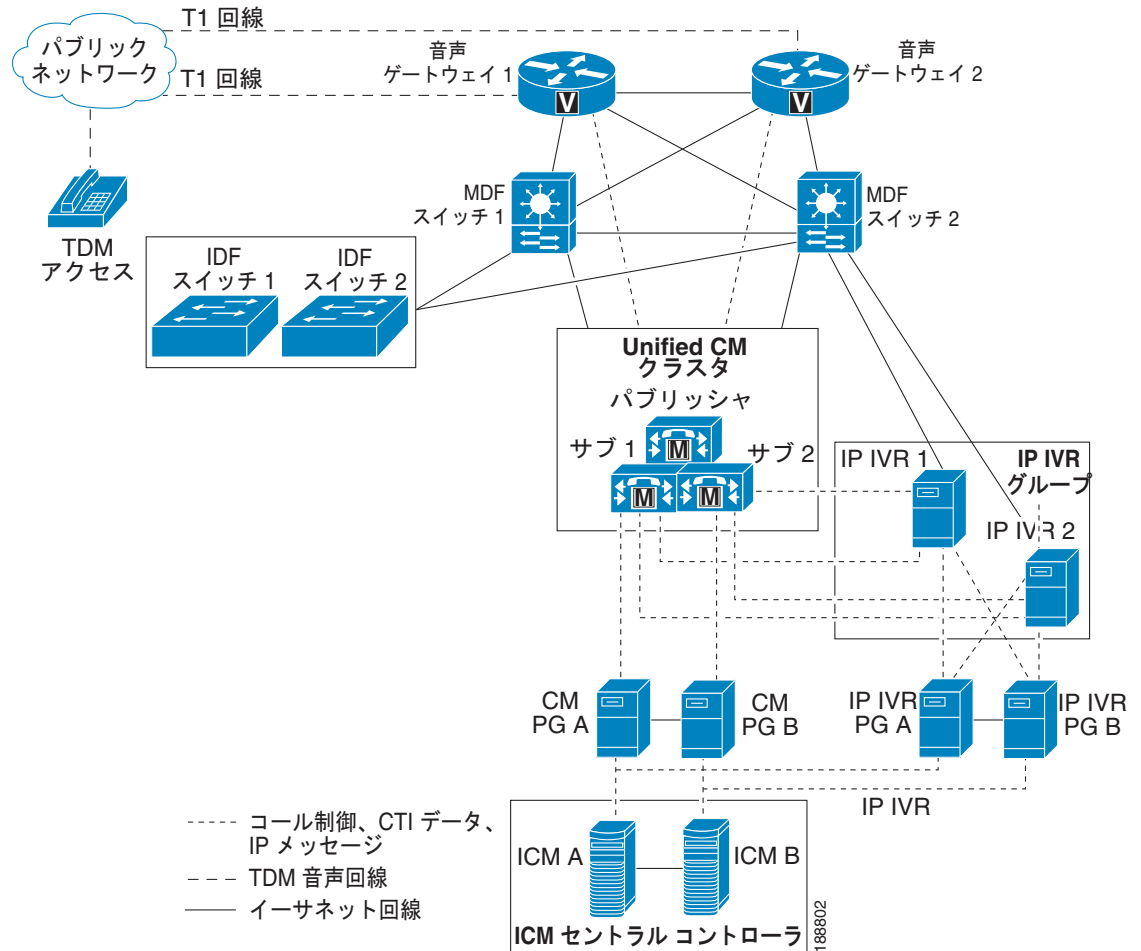 T1 回線
パブリック
ネットワーク
T1 回線
音声
ゲートウェイ 1
音声
ゲートウェイ 2
V
V
TDM
アクセス
MDF
スイッチ 1
MDF
スイッチ 2
IDF
スイッチ 1
IDF
スイッチ 2
Unified CM
クラスタ
パブリッシャ
サブ 1
サブ 2
M
M
M
IP IVR 1
IP IVR
グループ
IP IVR 2
CM
PG A
CM
PG B
IP IVR
PG A
IP IVR
PG B
IP IVR
コール制御、CTI データ、
IP メッセージ
TDM 音声回線
イーサネット回線
ICM A
ICM B
ICM セントラル コントローラ
188802